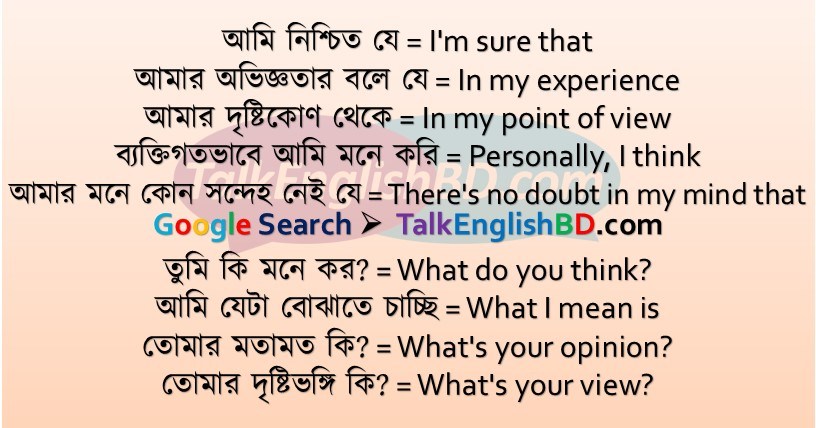 আমি নিশ্চিত যে = I'm sure that
আমার অভিজ্ঞতার বলে যে = In my experience
আমার দৃষ্টিকোণ থেকে = In my point of view
ব্যক্তিগতভাবে আমি মনে করি = Personally, I think
আমার মনে কোন সন্দেহ নেই যে = There's no doubt in my mind that
Google Search ➤ TalkEnglishBD.com
তুমি কি মনে কর? = What do you think?
আমি যেটা বোঝাতে চাচ্ছি = What I mean is
তোমার মতামত কি? = What's your opinion?
তোমার দৃষ্টিভঙ্গি কি? = What's your view?
TalkEnglishBD.com